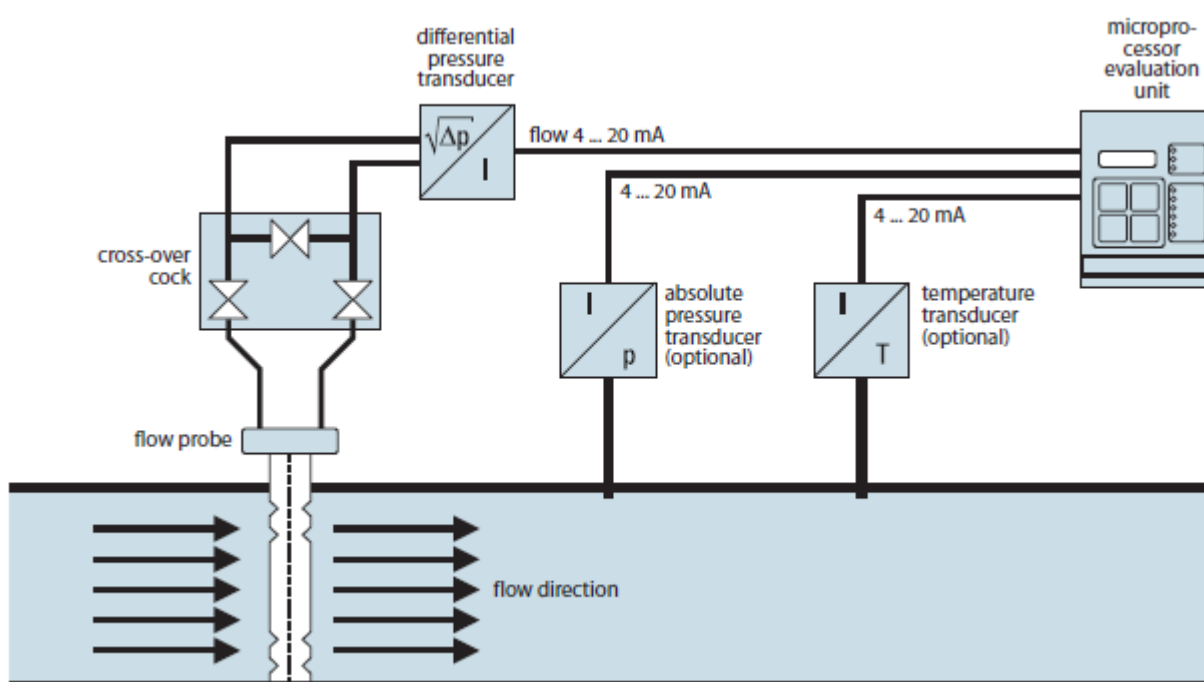 differential
pressure
transducer
micropro-
cessor
evaluation
unit
√Δp
I
flow 4 ... 20 mA
4 ... 20 mA
4 ... 20 mA
cross-over
cock
I
p
absolute
pressure
transducer
(optional)
I
T
temperature
transducer
(optional)
flow probe
flow direction